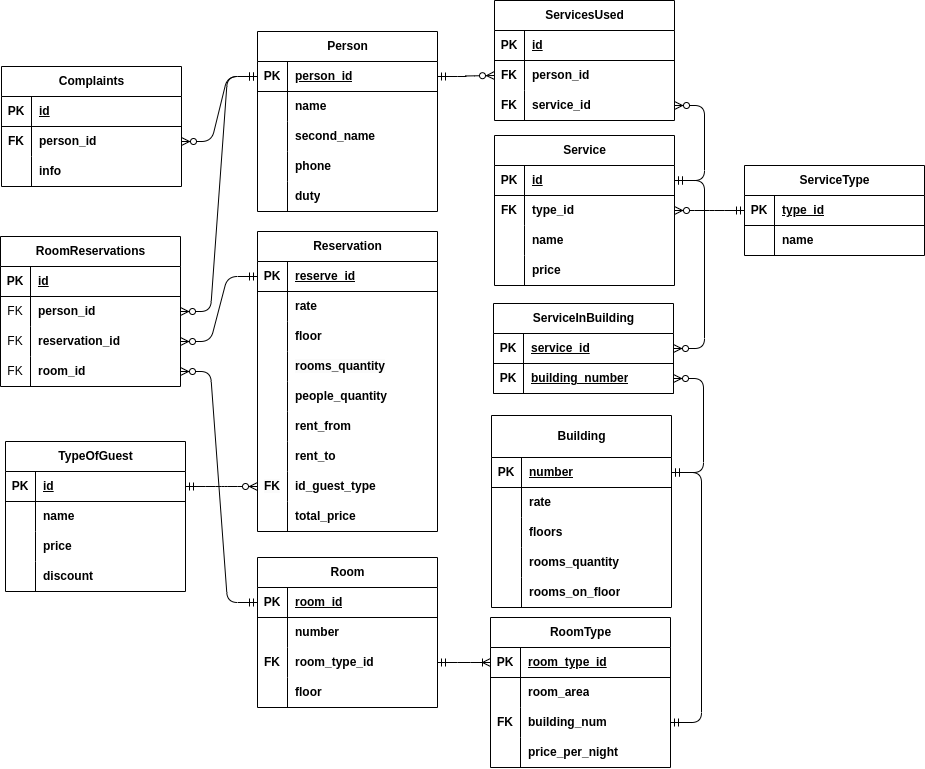 Complaints
PK id
FK person_id
info
RoomReservations
PK id
FK person_id
FK reservation_id
FK room_id
TypeOfGuest
PK id
name
price
discount
Person
PK person_id
name
second_name
phone
duty
Reservation
PK reserve_id
rate
floor
rooms_quantity
people_quantity
rent_from
rent_to
FK id_guest_type
total_price
Room
PK room_id
number
FK room_type_id
floor
ServicesUsed
PK id
FK person_id
FK service_id
Service
PK id
FK type_id
name
price
ServiceInBuilding
PK service_id
PK building_number
Building
PK number
rate
floors
rooms_quantity
rooms_on_floor
RoomType
PK room_type_id
room_area
FK building_num
price_per_night
ServiceType
PK type_id
name